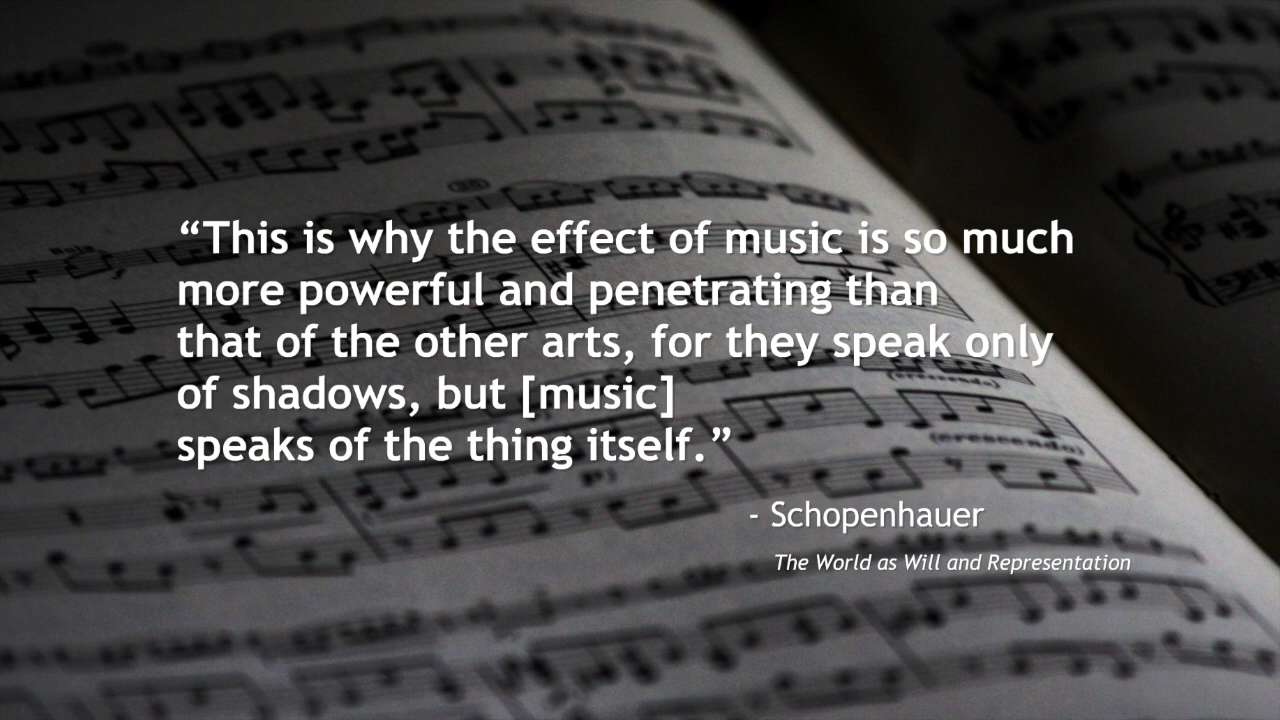 “This is why the effect of music is so much
more powerful and penetrating than
that of the other arts, for they speak only
of shadows, but [music]
speaks of the thing itself.”
- Schopenhauer
The World as Will and Representation
(crescendo)
(crescendo)